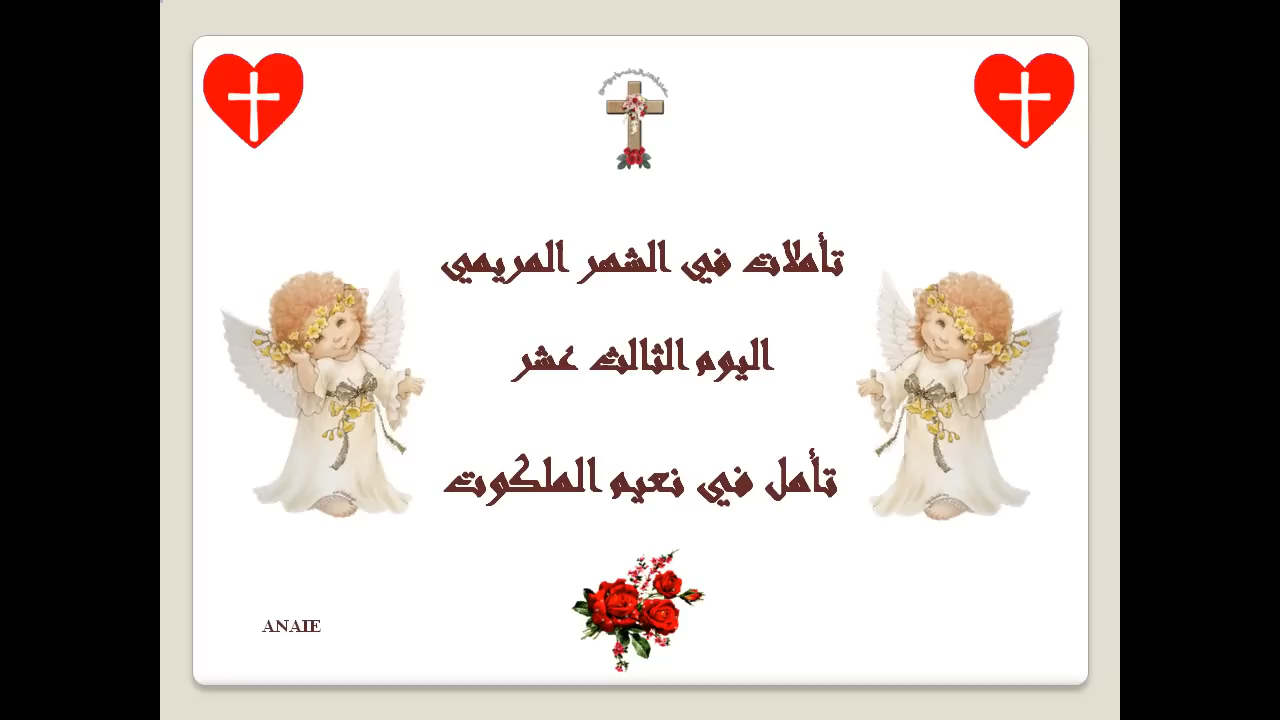 تأملات في الشهر المريمي
اليوم الثالث عشر
تأمل في نعيم الملكوت
ANAIE